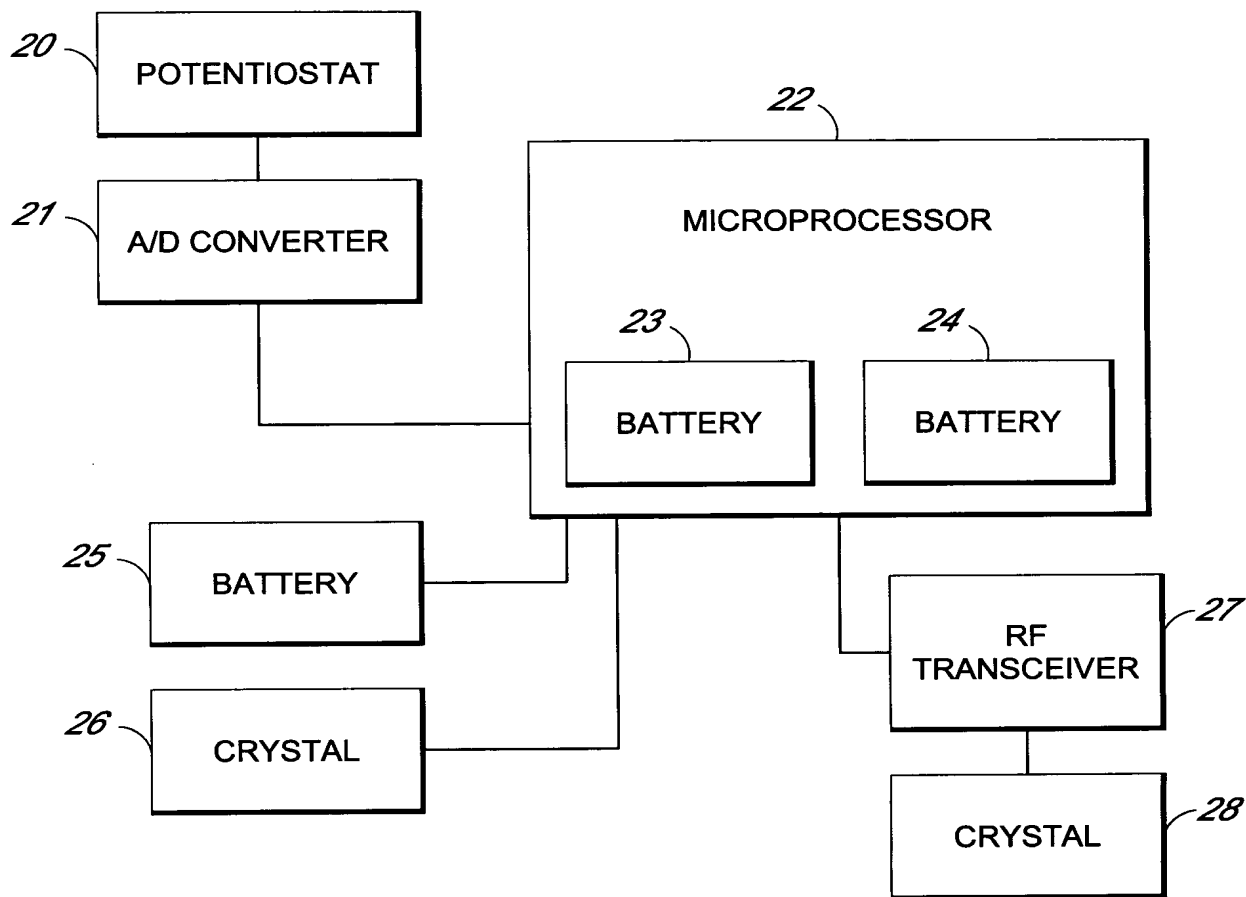 20
POTENTIOSTAT
21
A/D CONVERTER
22
MICROPROCESSOR
23
BATTERY
24
BATTERY
25
BATTERY
26
CRYSTAL
27
RF
TRANSCEIVER
28
CRYSTAL